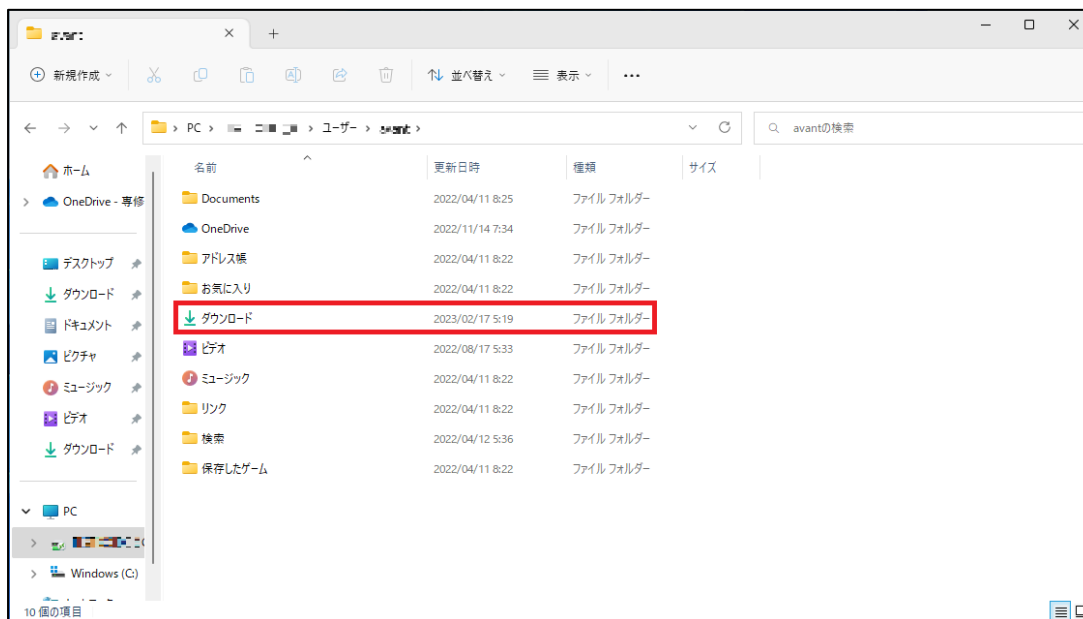 新規作成 並べ替え 表示
PC ユーザー avant
avantの検索
ホーム
OneDrive - 専修
デスクトップ
ダウンロード
ドキュメント
ピクチャ
ミュージック
ビデオ
ダウンロード
PC
Windows (C:)
名前 更新日時 種類 サイズ
Documents 2022/04/11 8:25 ファイル フォルダー
OneDrive 2022/11/14 7:34 ファイル フォルダー
アドレス帳 2022/04/11 8:22 ファイル フォルダー
お気に入り 2022/04/11 8:22 ファイル フォルダー
ダウンロード 2023/02/17 5:19 ファイル フォルダー
ビデオ 2022/08/17 5:33 ファイル フォルダー
ミュージック 2022/04/11 8:22 ファイル フォルダー
リンク 2022/04/11 8:22 ファイル フォルダー
検索 2022/04/12 5:36 ファイル フォルダー
保存したゲーム 2022/04/11 8:22 ファイル フォルダー
10 個の項目